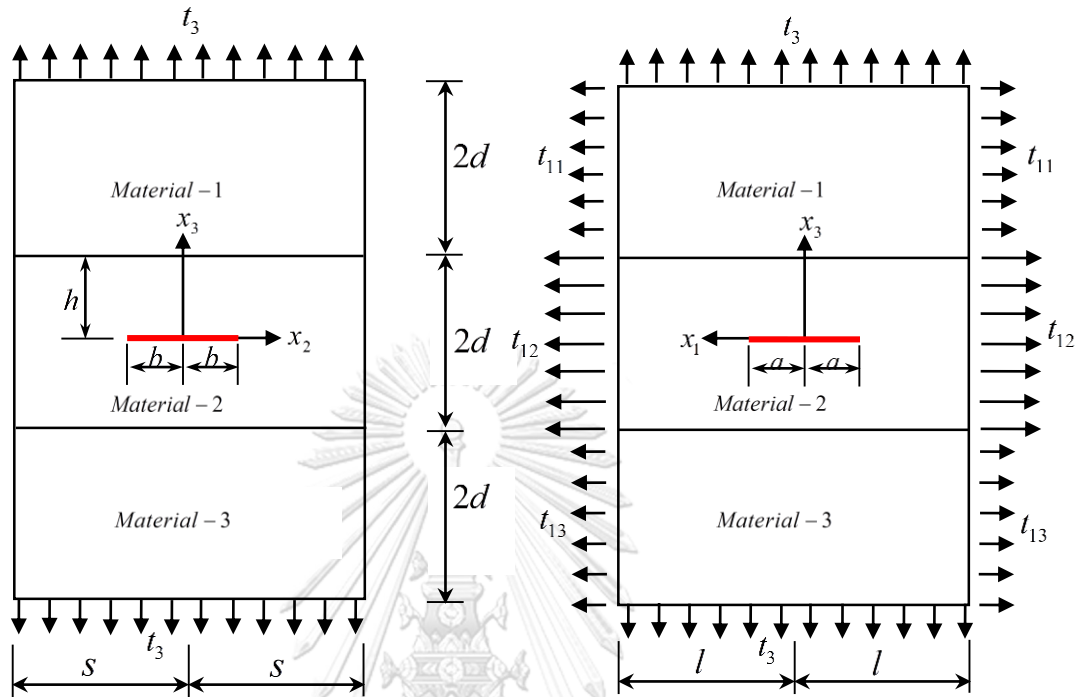 t₃
Material – 1
x₃
h
x₂
b b
Material – 2
Material – 3
t₃
s s
2d
2d
2d
t₃
t₁₁ t₁₁
Material – 1
x₃
t₁₂ t₁₂
x₁
a a
Material – 2
t₁₃ t₁₃
Material – 3
t₃
l l